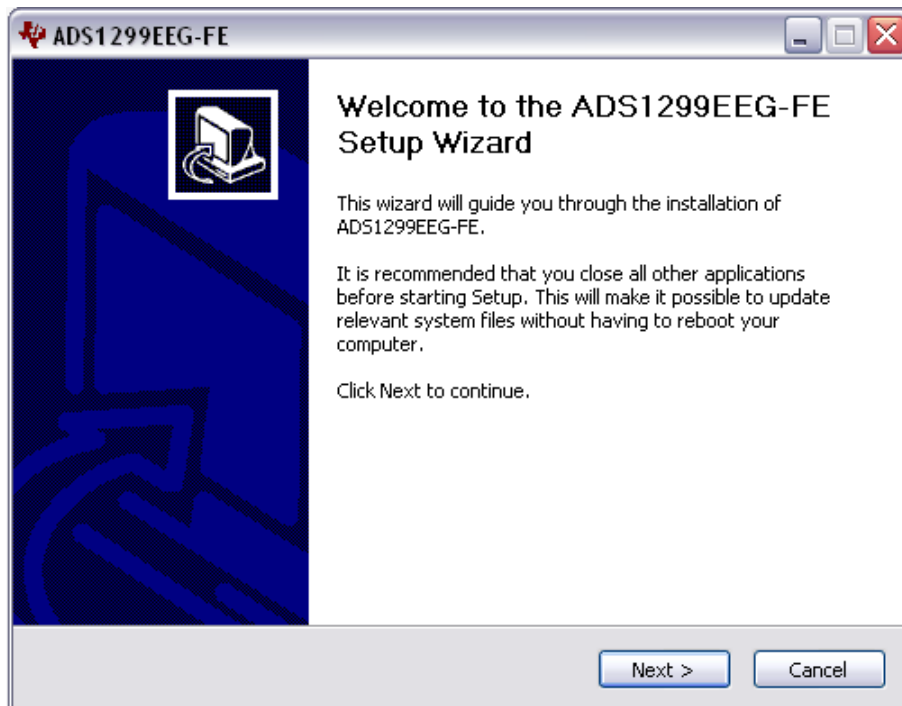 ADS1299EEG-FE
Welcome to the ADS1299EEG-FE
Setup Wizard
This wizard will guide you through the installation of
ADS1299EEG-FE.
It is recommended that you close all other applications
before starting Setup. This will make it possible to update
relevant system files without having to reboot your
computer.
Click Next to continue.
Next >
Cancel